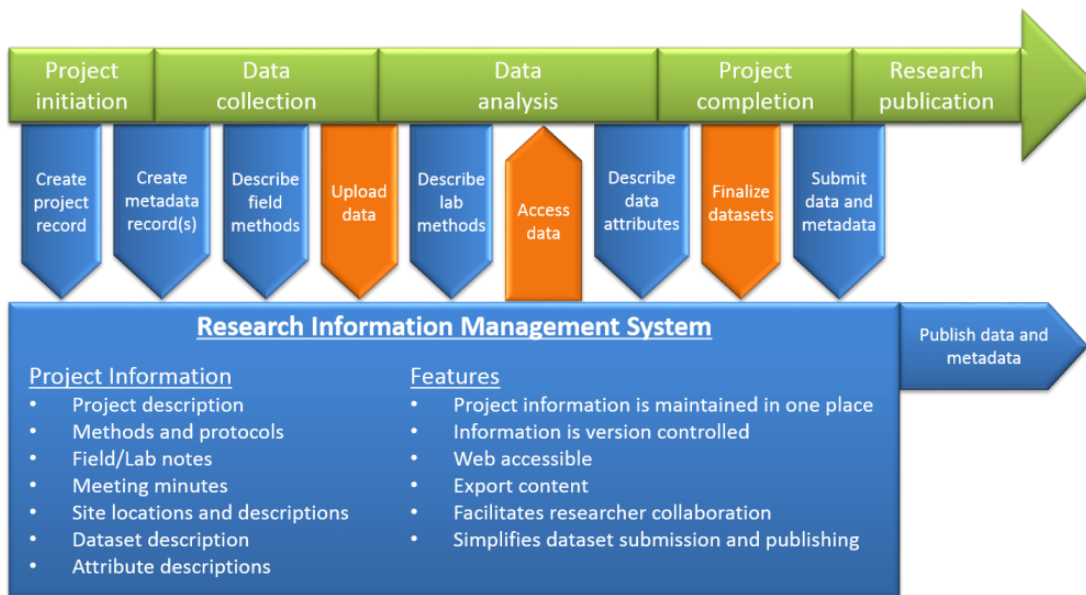 Project
initiation
Data
collection
Data
analysis
Project
completion
Research
publication
Create
project
record
Create
metadata
record(s)
Describe
field
methods
Upload
data
Describe
lab
methods
Access
data
Describe
data
attributes
Finalize
datasets
Submit
data and
metadata
Research Information Management System
Project Information
• Project description
• Methods and protocols
• Field/Lab notes
• Meeting minutes
• Site locations and descriptions
• Dataset description
• Attribute descriptions
Features
• Project information is maintained in one place
• Information is version controlled
• Web accessible
• Export content
• Facilitates researcher collaboration
• Simplifies dataset submission and publishing
Publish data and
metadata